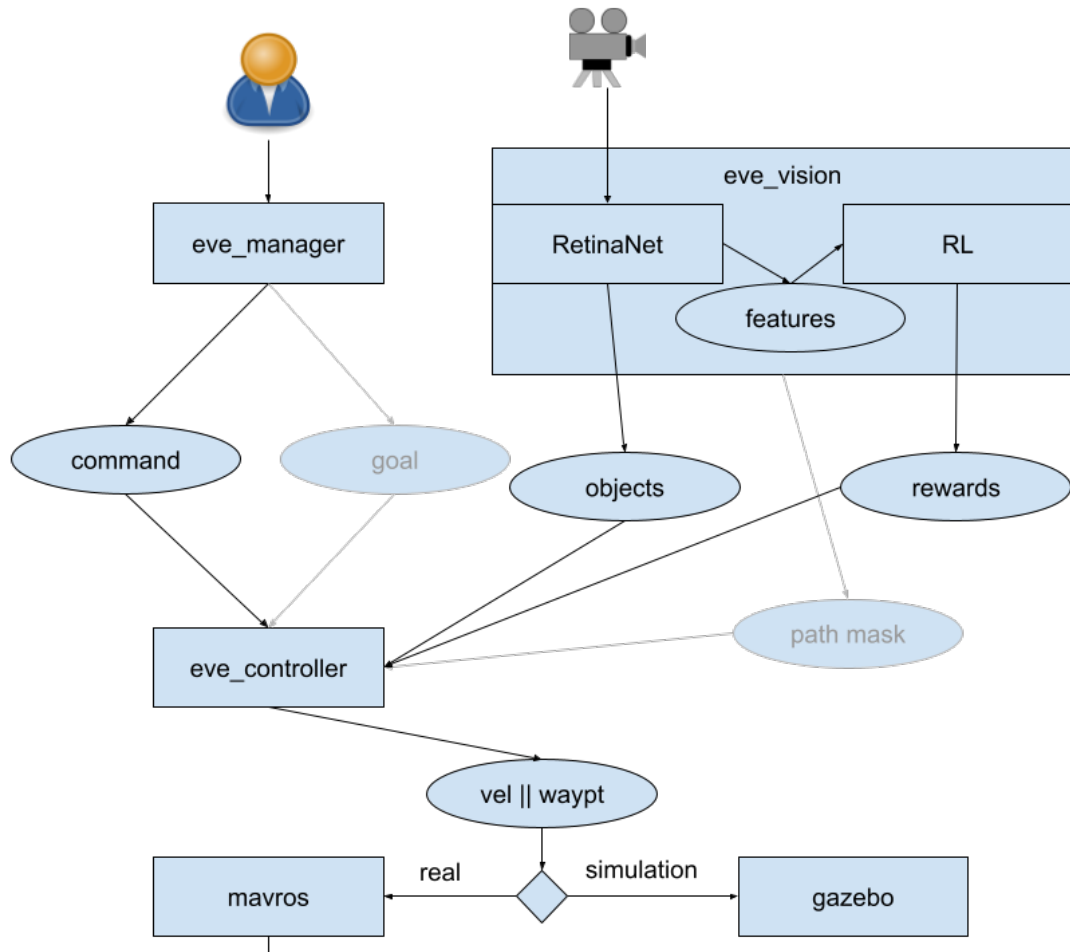 eve_vision
eve_manager
RetinaNet
RL
features
command
goal
objects
rewards
path mask
eve_controller
vel || waypt
real
simulation
mavros
gazebo